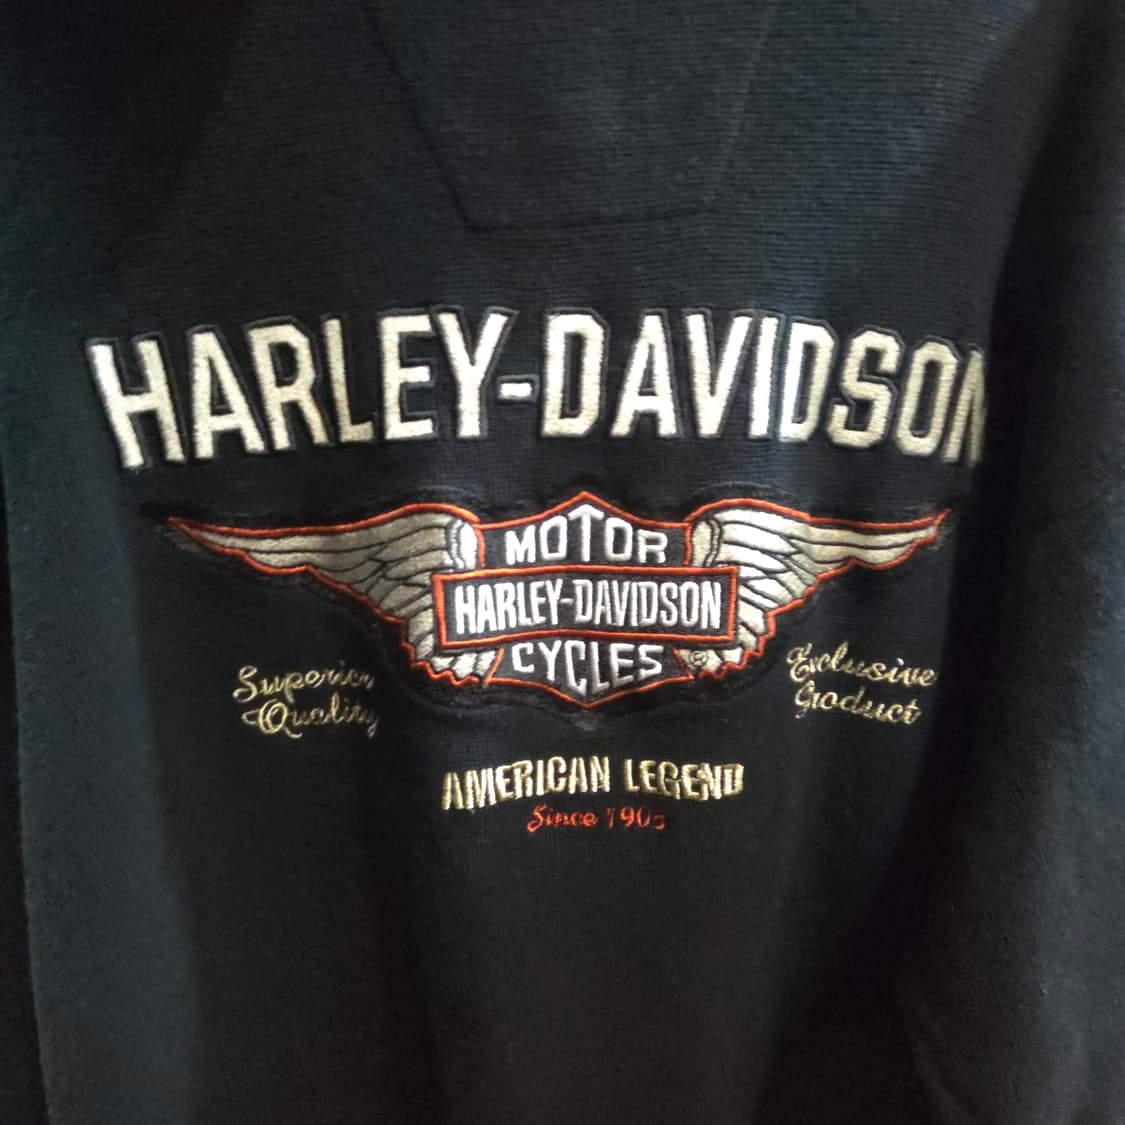 HARLEY-DAVIDSON
MOTOR
HARLEY-DAVIDSON
CYCLES ®
Superior
Quality
Exclusive
Product
AMERICAN LEGEND
Since 1903